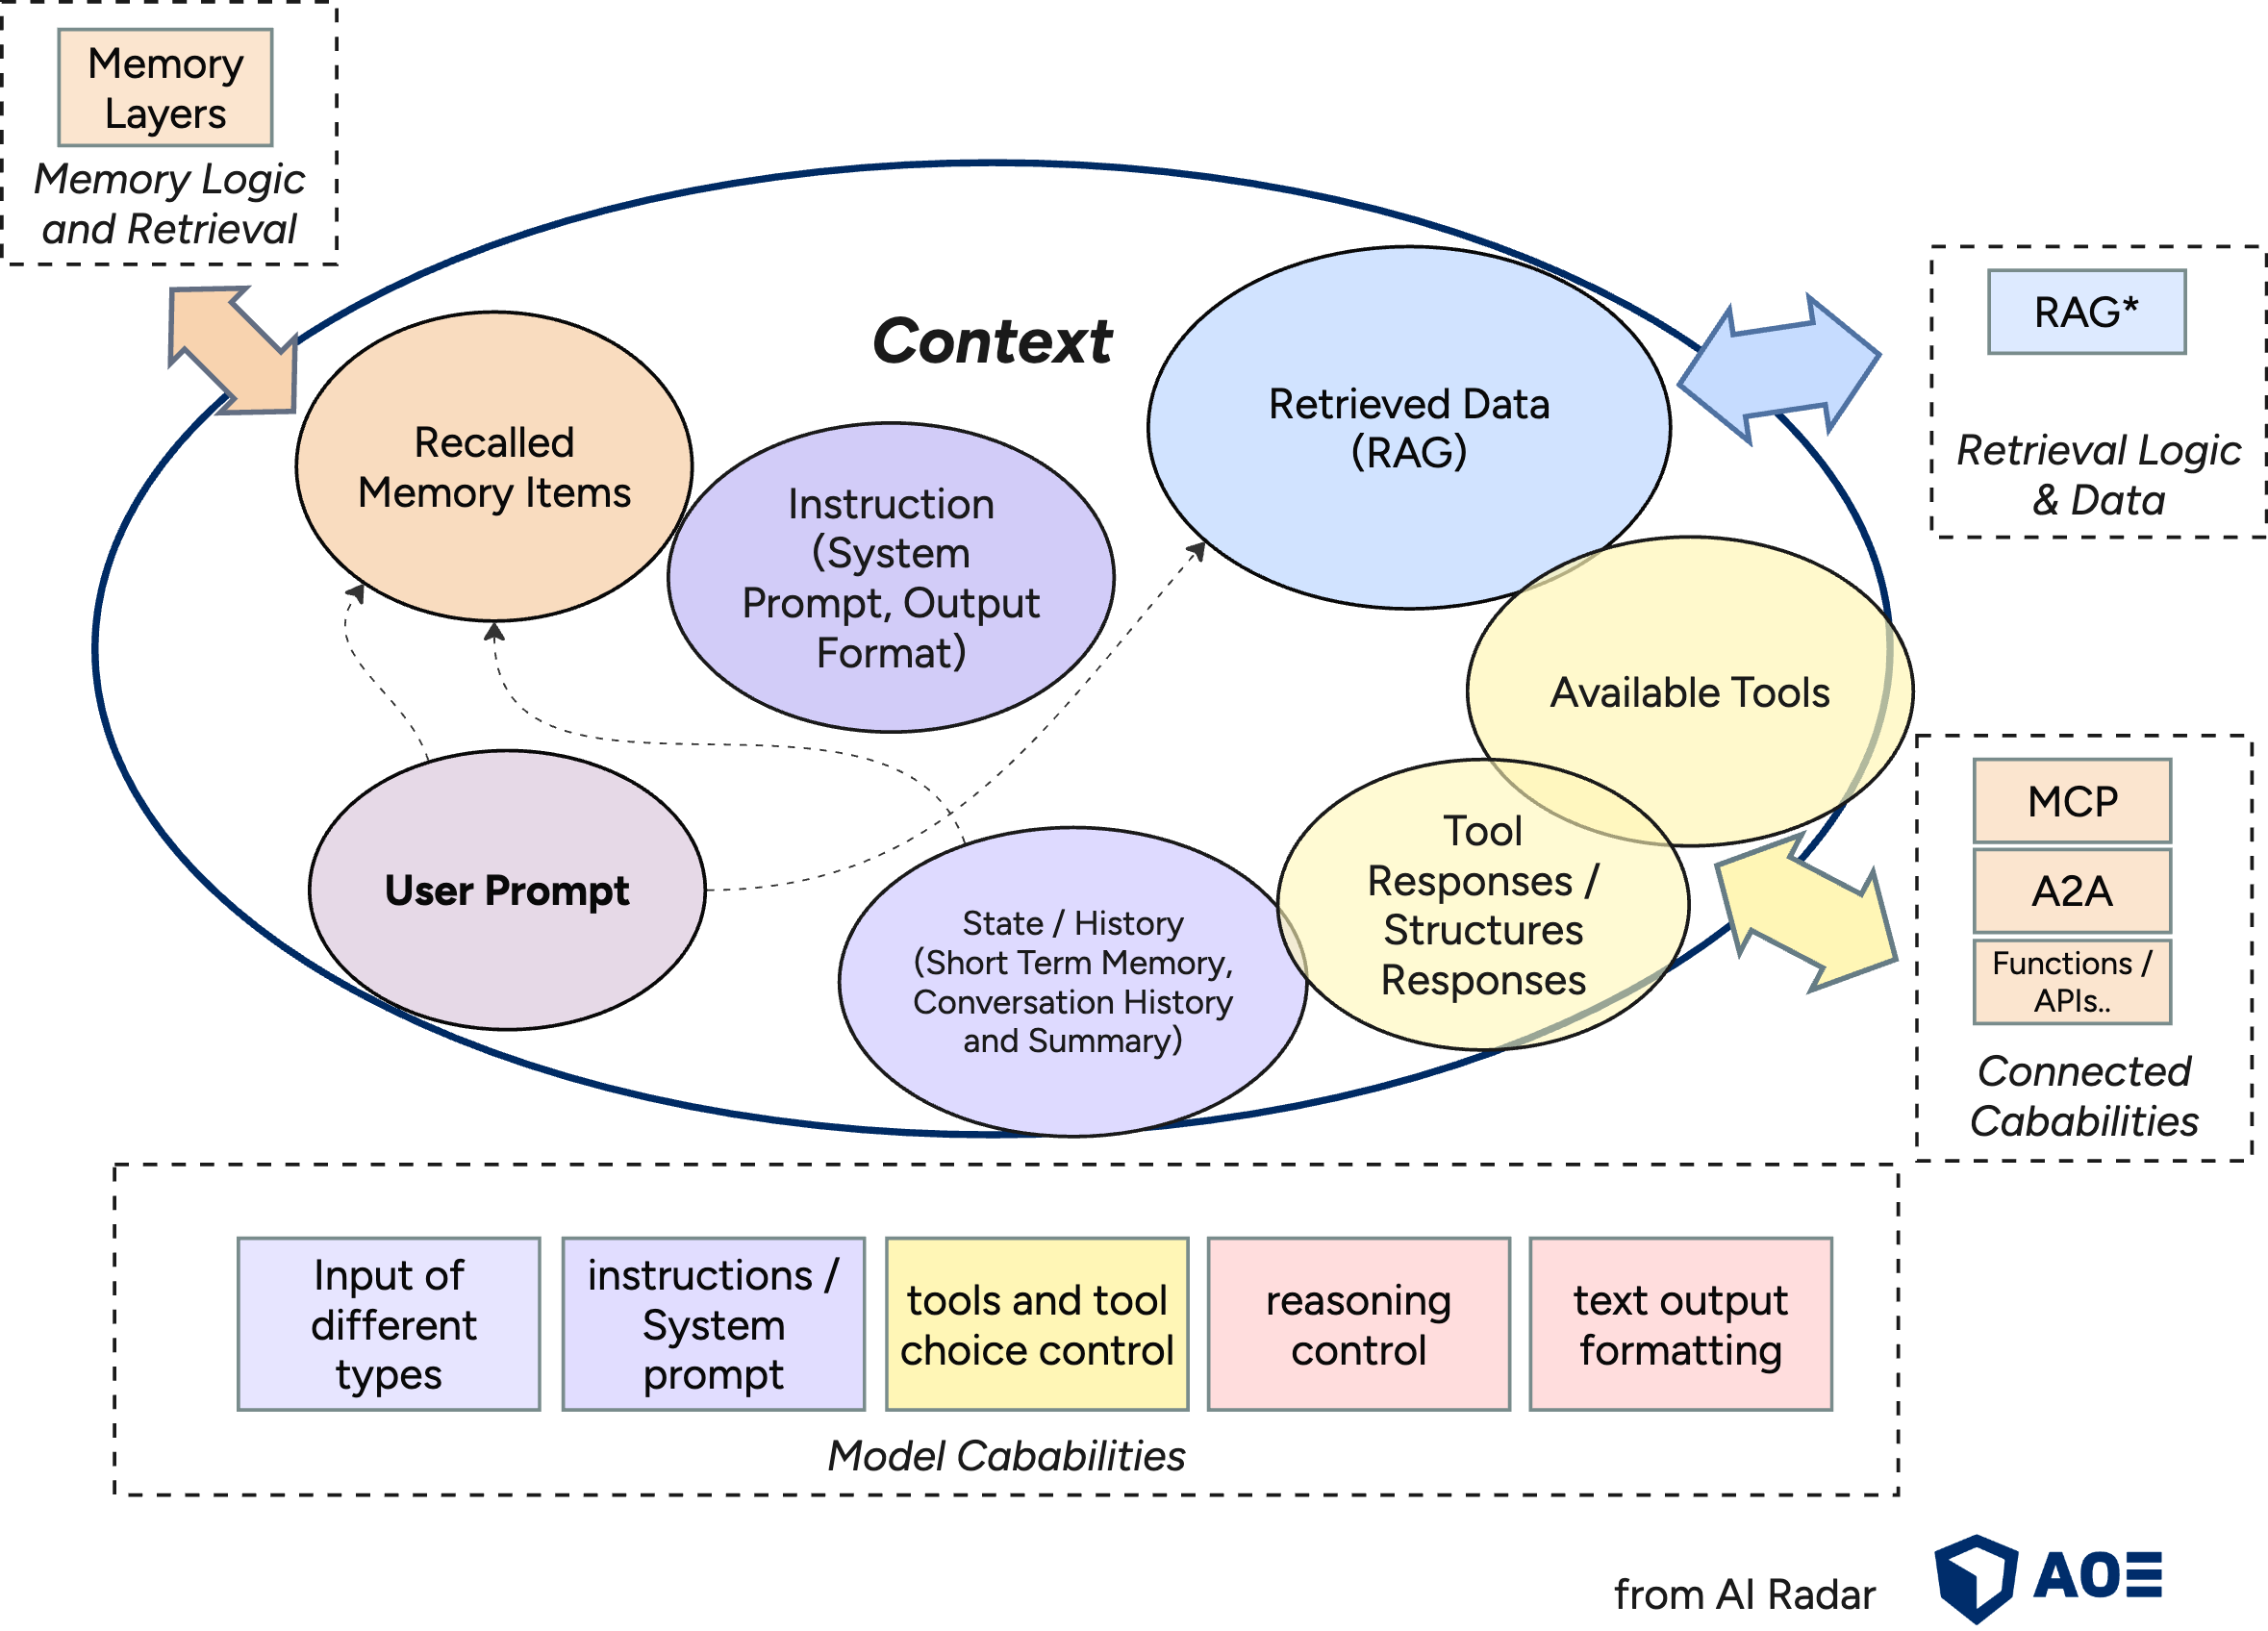 Memory
Layers
Memory Logic
and Retrieval
Context
Recalled
Memory Items
Instruction
(System
Prompt, Output
Format)
Retrieved Data
(RAG)
RAG*
Retrieval Logic
& Data
Available Tools
User Prompt
State / History
(Short Term Memory,
Conversation History
and Summary)
Tool
Responses /
Structures
Responses
MCP
A2A
Functions /
APIs..
Connected
Cababilities
Input of
different
types
instructions /
System
prompt
tools and tool
choice control
reasoning
control
text output
formatting
Model Cababilities
from AI Radar
AOE